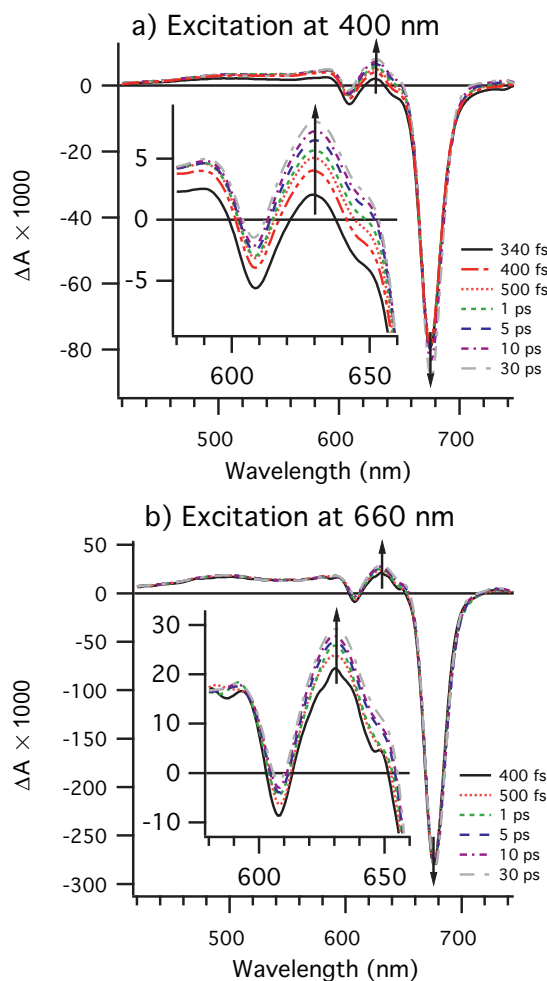 a) Excitation at 400 nm
0
-20
-40
-60
-80
ΔA × 1000
5
0
-5
600
650
340 fs
400 fs
500 fs
1 ps
5 ps
10 ps
30 ps
500
600
700
Wavelength (nm)
b) Excitation at 660 nm
50
0
-50
-100
-150
-200
-250
-300
ΔA × 1000
30
20
10
0
-10
600
650
400 fs
500 fs
1 ps
5 ps
10 ps
30 ps
500
600
700
Wavelength (nm)